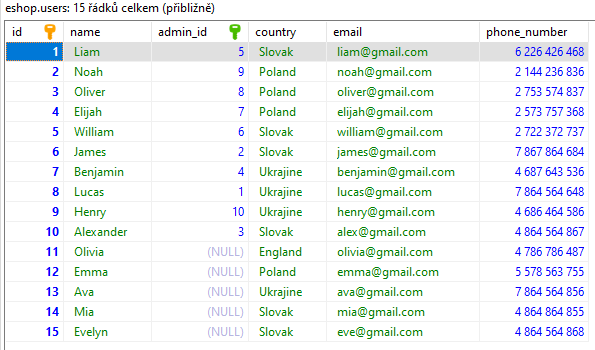 eshop.users: 15 řádků celkem (přibližně)
id name admin_id country email phone_number
1 Liam 5 Slovak liam@gmail.com 6 226 426 468
2 Noah 9 Poland noah@gmail.com 2 144 236 836
3 Oliver 8 Poland oliver@gmail.com 2 753 574 837
4 Elijah 7 Poland elijah@gmail.com 2 573 757 368
5 William 6 Slovak william@gmail.com 2 722 372 737
6 James 2 Slovak james@gmail.com 7 867 864 684
7 Benjamin 4 Ukrajine benjamin@gmail.com 4 687 643 536
8 Lucas 1 Ukrajine lucas@gmail.com 7 864 564 648
9 Henry 10 Ukrajine henry@gmail.com 4 686 464 586
10 Alexander 3 Slovak alex@gmail.com 4 864 564 867
11 Olivia (NULL) England olivia@gmail.com 4 786 786 487
12 Emma (NULL) Poland emma@gmail.com 5 578 563 755
13 Ava (NULL) Ukrajine ava@gmail.com 7 864 564 856
14 Mia (NULL) Slovak mia@gmail.com 4 864 864 855
15 Evelyn (NULL) Slovak eve@gmail.com 4 864 564 868